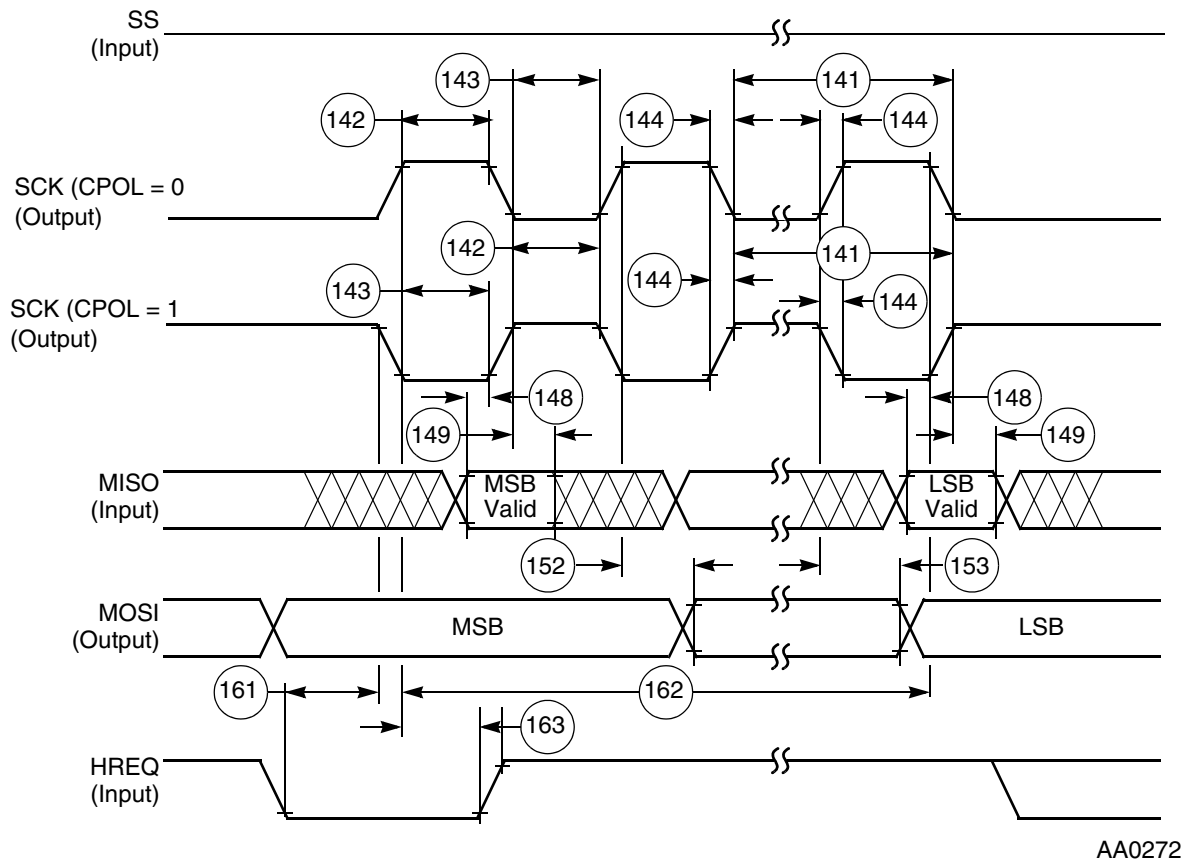 SS
(Input)
143
141
142
144
144
SCK (CPOL = 0
(Output)
142
141
144
143
144
SCK (CPOL = 1
(Output)
148
148
149
149
MISO
(Input)
MSB
Valid
LSB
Valid
152
153
MOSI
(Output)
MSB
LSB
161
162
163
HREQ
(Input)
AA0272